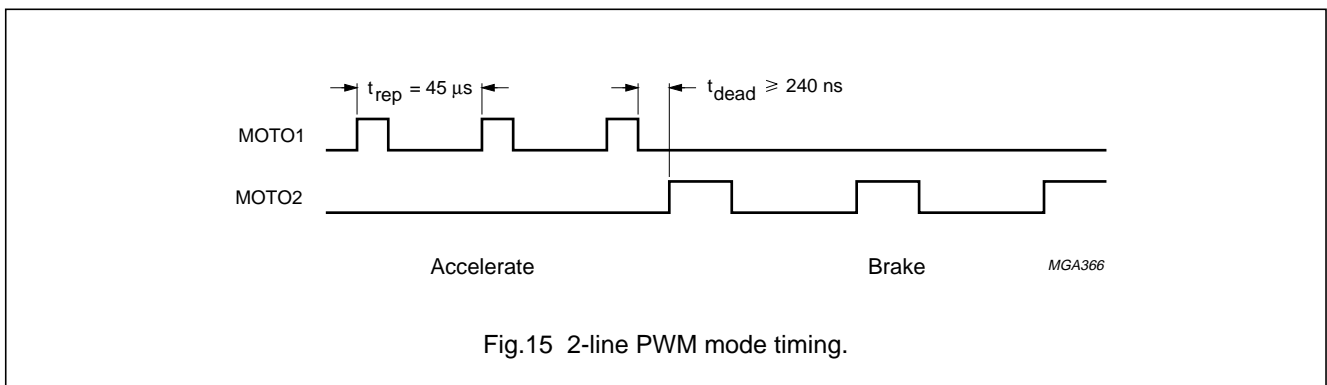 t_rep = 45 μs
t_dead ⩾ 240 ns
MOTO1
MOTO2
Accelerate
Brake
MGA366
Fig.15 2-line PWM mode timing.